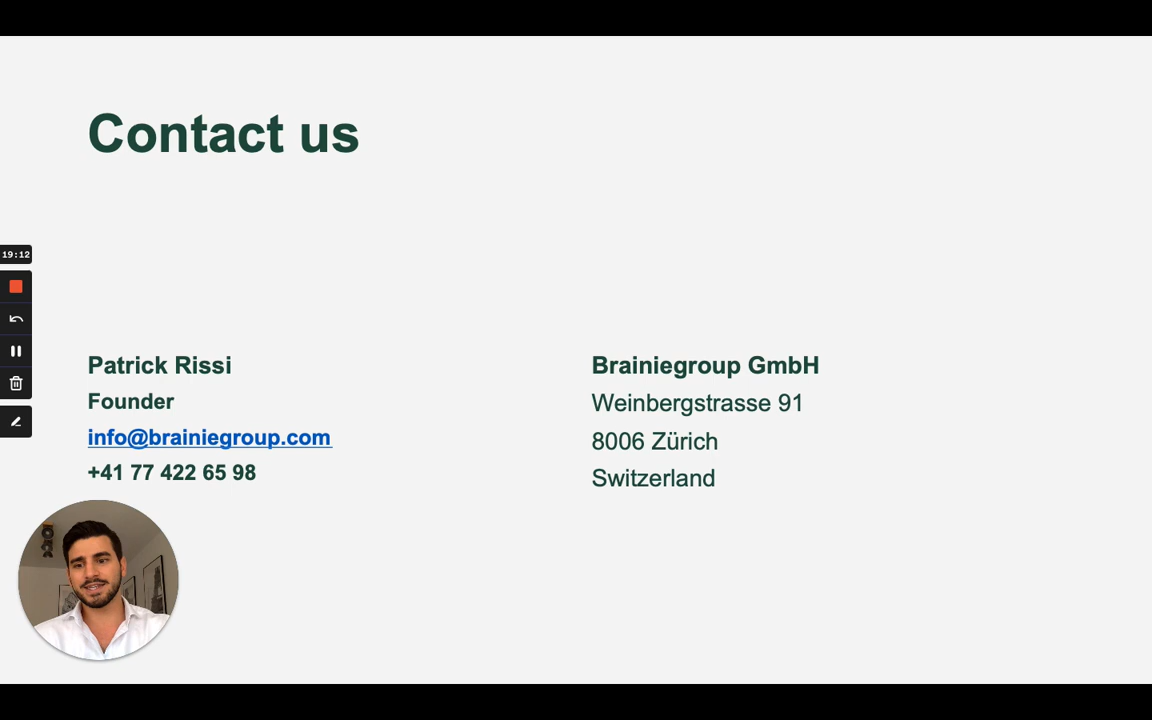 Contact us
19:12
Patrick Rissi
Founder
info@brainiegroup.com
+41 77 422 65 98
Brainiegroup GmbH
Weinbergstrasse 91
8006 Zürich
Switzerland